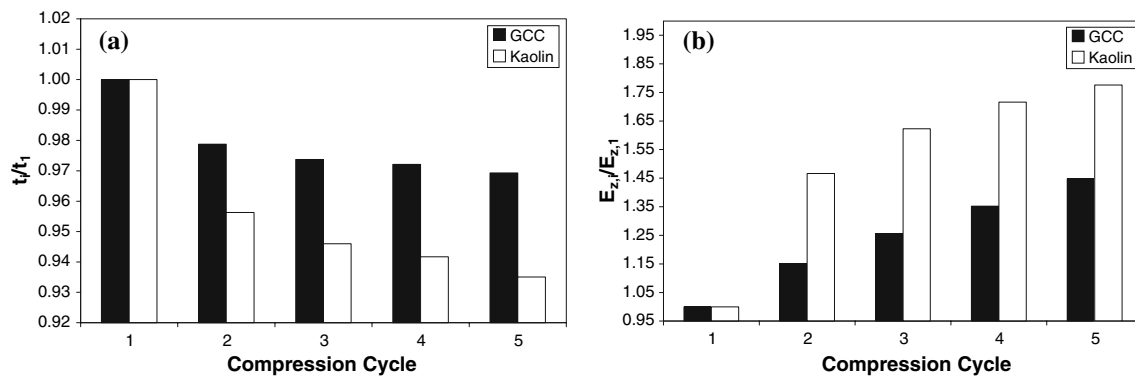 (a)
GCC
Kaolin
1.02
1.01
1.00
0.99
0.98
0.97
0.96
0.95
0.94
0.93
0.92
tᵢ/t₁
1 2 3 4 5
Compression Cycle
(b)
GCC
Kaolin
1.95
1.85
1.75
1.65
1.55
1.45
1.35
1.25
1.15
1.05
0.95
E_z,i/E_z,1
1 2 3 4 5
Compression Cycle